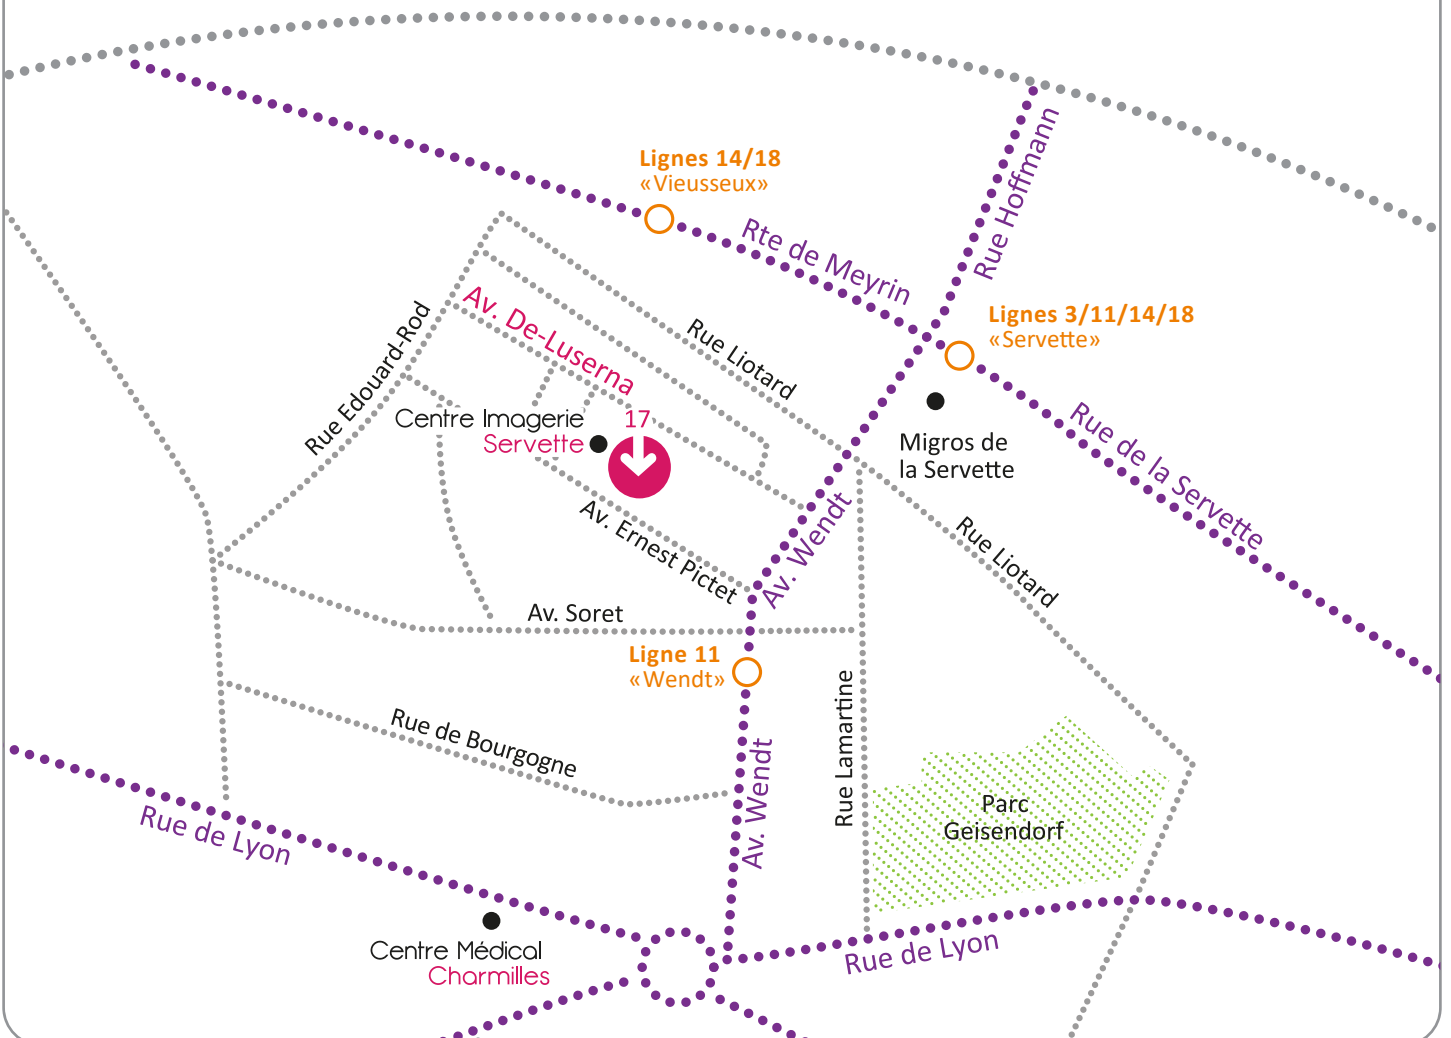 Lignes 14/18
«Vieusseux»
Rte de Meyrin
Rue Hoffmann
Lignes 3/11/14/18
«Servette»
Av. De-Luserna
Rue Liotard
Rue Edouard-Rod
Centre Imagerie
Servette
17
Migros de
la Servette
Rue de la Servette
Av. Wendt
Av. Ernest Pictet
Rue Liotard
Av. Soret
Ligne 11
«Wendt»
Rue de Bourgogne
Rue Lamartine
Av. Wendt
Parc
Geisendorf
Rue de Lyon
Centre Médical
Charmilles
Rue de Lyon